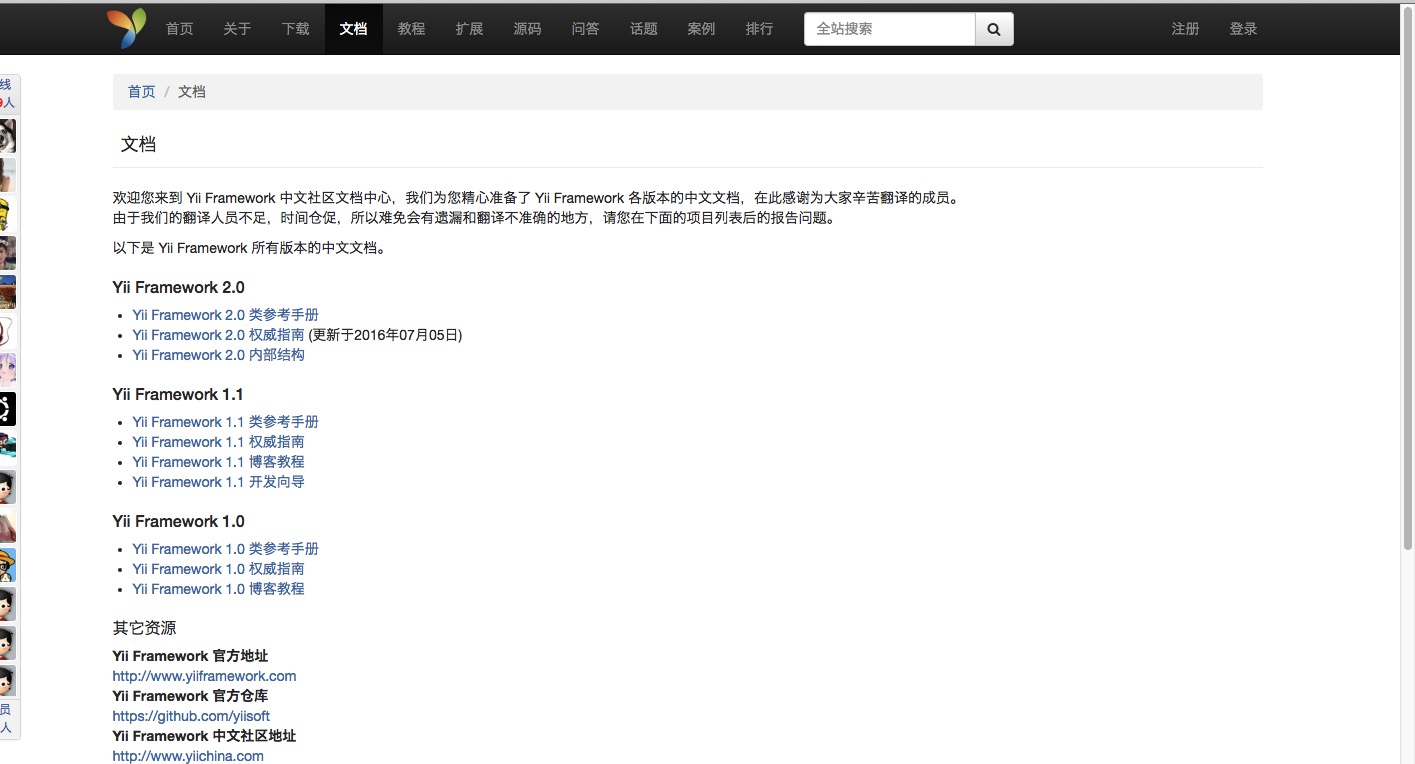 首页 关于 下载 文档 教程 扩展 源码 问答 话题 案例 排行 全站搜索 注册 登录
线
9人
首页 / 文档
文档
欢迎您来到 Yii Framework 中文社区文档中心，我们为您精心准备了 Yii Framework 各版本的中文文档，在此感谢为大家辛苦翻译的成员。
由于我们的翻译人员不足，时间仓促，所以难免会有遗漏和翻译不准确的地方，请您在下面的项目列表后的报告问题。
以下是 Yii Framework 所有版本的中文文档。
Yii Framework 2.0
• Yii Framework 2.0 类参考手册
• Yii Framework 2.0 权威指南 (更新于2016年07月05日)
• Yii Framework 2.0 内部结构
Yii Framework 1.1
• Yii Framework 1.1 类参考手册
• Yii Framework 1.1 权威指南
• Yii Framework 1.1 博客教程
• Yii Framework 1.1 开发向导
Yii Framework 1.0
• Yii Framework 1.0 类参考手册
• Yii Framework 1.0 权威指南
• Yii Framework 1.0 博客教程
其它资源
Yii Framework 官方地址
http://www.yiiframework.com
Yii Framework 官方仓库
https://github.com/yiisoft
Yii Framework 中文社区地址
http://www.yiichina.com
员
人